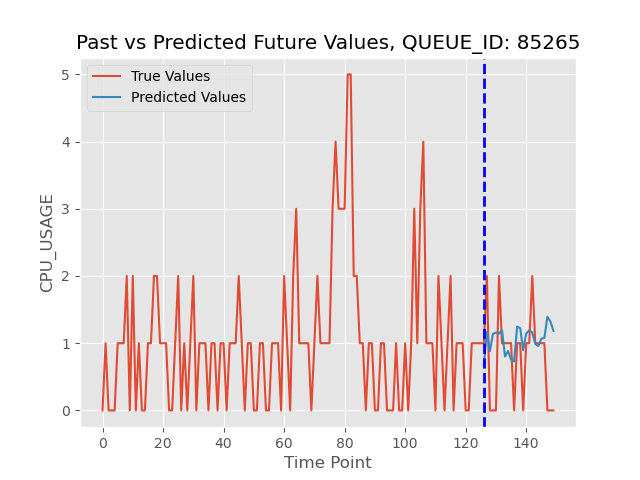 Past vs Predicted Future Values, QUEUE_ID: 85265
True Values
Predicted Values
CPU_USAGE
5
4
3
2
1
0
0 20 40 60 80 100 120 140
Time Point